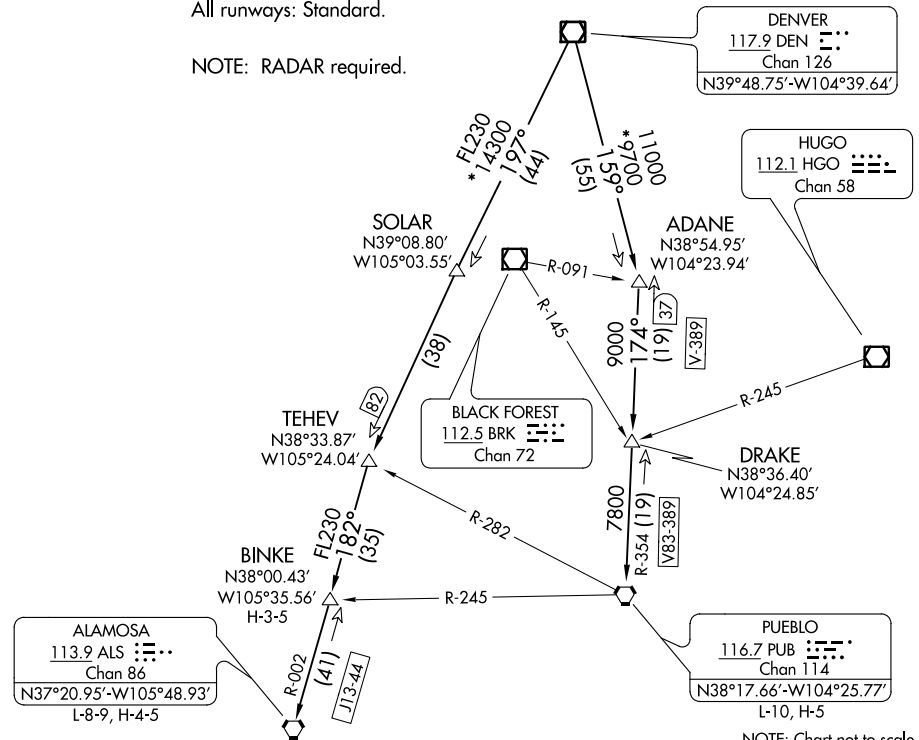 All runways: Standard.
NOTE: RADAR required.
DENVER
117.9 DEN
Chan 126
N39°48.75'-W104°39.64'
HUGO
112.1 HGO
Chan 58
FL230
*14300
197°
(44)
11000
*9700
159°
(55)
SOLAR
N39°08.80'
W105°03.55'
ADANE
N38°54.95'
W104°23.94'
R-091
R-145
(38)
82
9000
174°
(19)
37
V-389
R-245
BLACK FOREST
112.5 BRK
Chan 72
TEHEV
N38°33.87'
W105°24.04'
DRAKE
N38°36.40'
W104°24.85'
R-282
7800
R-354 (19)
V83-389
FL230
182°
(35)
BINKE
N38°00.43'
W105°35.56'
H-3-5
R-245
R-002
(41)
J13-44
ALAMOSA
113.9 ALS
Chan 86
N37°20.95'-W105°48.93'
L-8-9, H-4-5
PUEBLO
116.7 PUB
Chan 114
N38°17.66'-W104°25.77'
L-10, H-5
NOTE: Chart not to scale